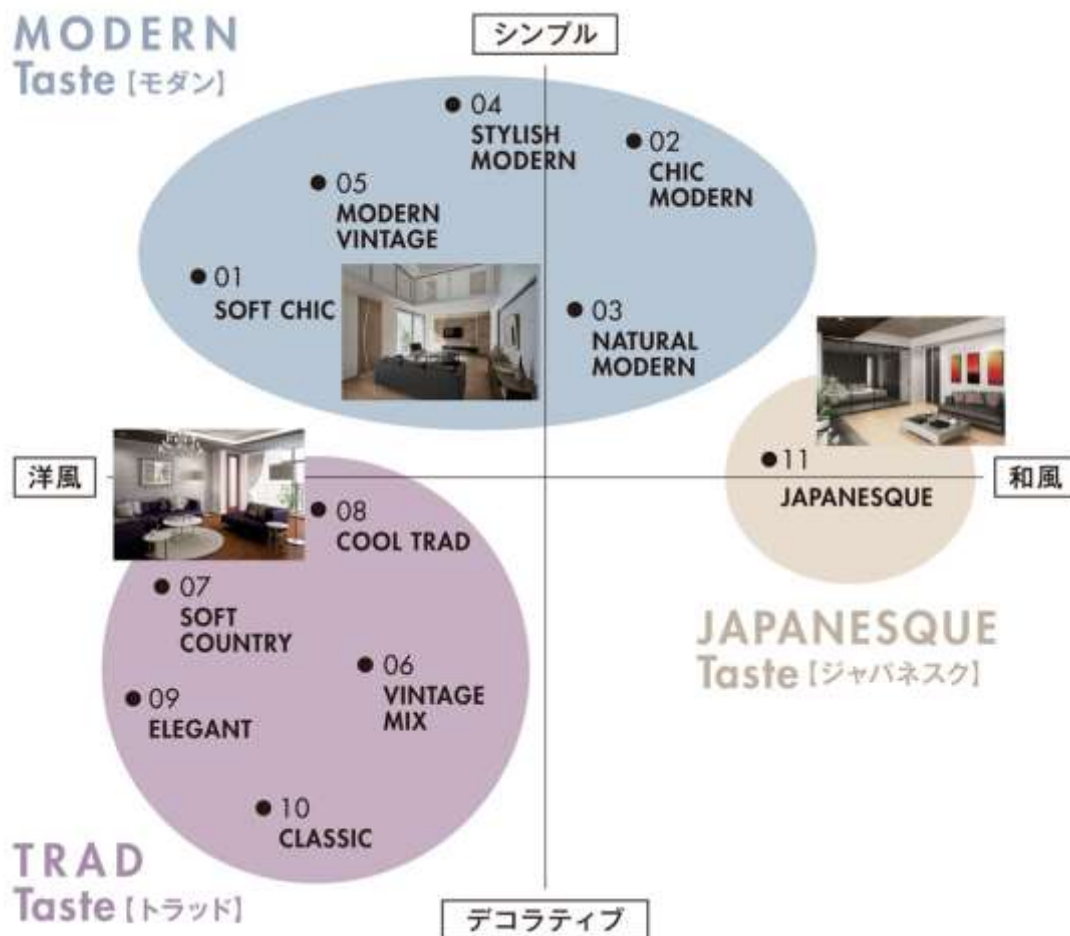 MODERN
Taste【モダン】
シンプル
04
STYLISH
MODERN
02
CHIC
MODERN
05
MODERN
VINTAGE
01
SOFT CHIC
03
NATURAL
MODERN
洋風
和風
11
JAPANESQUE
08
COOL TRAD
07
SOFT
COUNTRY
06
VINTAGE
MIX
09
ELEGANT
10
CLASSIC
JAPANESQUE
Taste【ジャパネスク】
TRAD
Taste【トラッド】
デコラティブ